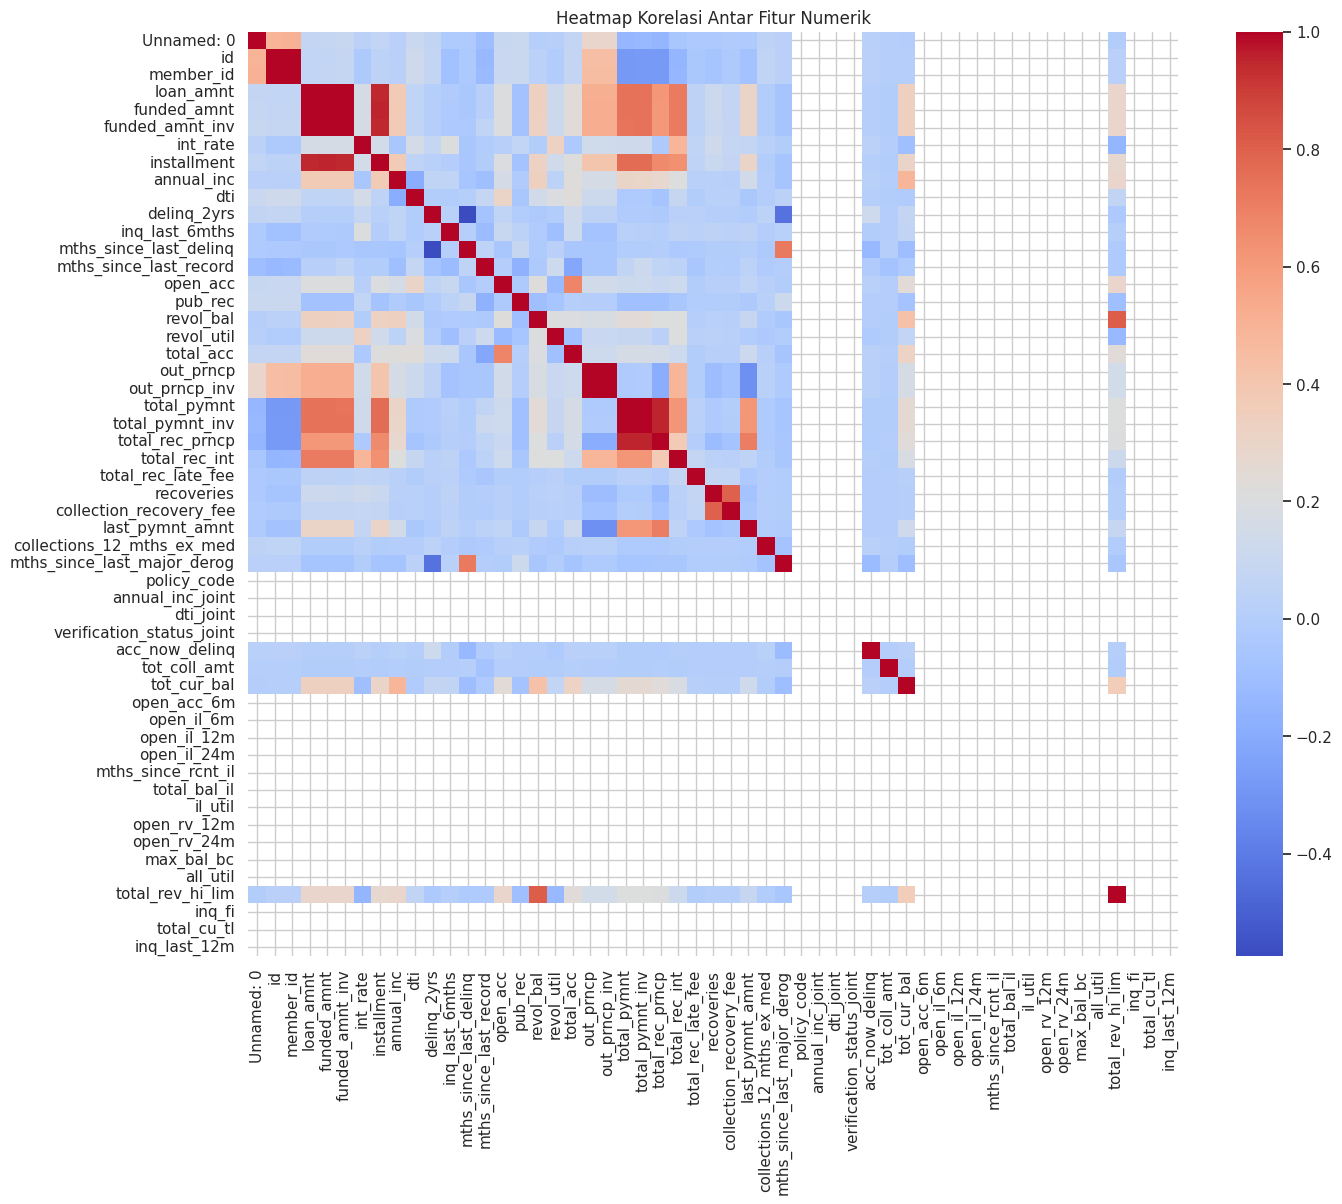 Heatmap Korelasi Antar Fitur Numerik
Unnamed: 0
id
member_id
loan_amnt
funded_amnt
funded_amnt_inv
int_rate
installment
annual_inc
dti
delinq_2yrs
inq_last_6mths
mths_since_last_delinq
mths_since_last_record
open_acc
pub_rec
revol_bal
revol_util
total_acc
out_prncp
out_prncp_inv
total_pymnt
total_pymnt_inv
total_rec_prncp
total_rec_int
total_rec_late_fee
recoveries
collection_recovery_fee
last_pymnt_amnt
collections_12_mths_ex_med
mths_since_last_major_derog
policy_code
annual_inc_joint
dti_joint
verification_status_joint
acc_now_delinq
tot_coll_amt
tot_cur_bal
open_acc_6m
open_il_6m
open_il_12m
open_il_24m
mths_since_rcnt_il
total_bal_il
il_util
open_rv_12m
open_rv_24m
max_bal_bc
all_util
total_rev_hi_lim
inq_fi
total_cu_tl
inq_last_12m
Unnamed: 0
id
member_id
loan_amnt
funded_amnt
funded_amnt_inv
int_rate
installment
annual_inc
dti
delinq_2yrs
inq_last_6mths
mths_since_last_delinq
mths_since_last_record
open_acc
pub_rec
revol_bal
revol_util
total_acc
out_prncp
out_prncp_inv
total_pymnt
total_pymnt_inv
total_rec_prncp
total_rec_int
total_rec_late_fee
recoveries
collection_recovery_fee
last_pymnt_amnt
collections_12_mths_ex_med
mths_since_last_major_derog
policy_code
annual_inc_joint
dti_joint
verification_status_joint
acc_now_delinq
tot_coll_amt
tot_cur_bal
open_acc_6m
open_il_6m
open_il_12m
open_il_24m
mths_since_rcnt_il
total_bal_il
il_util
open_rv_12m
open_rv_24m
max_bal_bc
all_util
total_rev_hi_lim
inq_fi
total_cu_tl
inq_last_12m
1.0
0.8
0.6
0.4
0.2
0.0
−0.2
−0.4